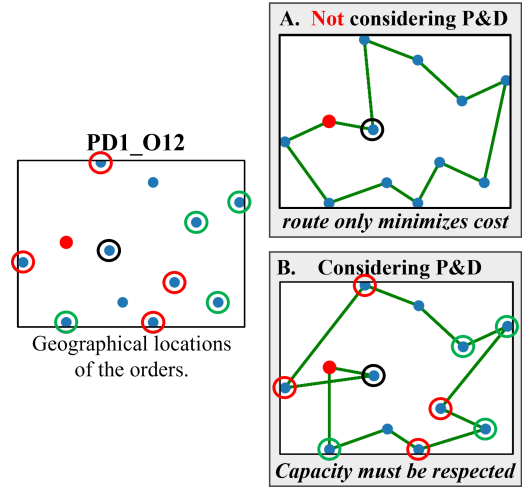 PD1_O12
Geographical locations
of the orders.
A. Not considering P&D
route only minimizes cost
B. Considering P&D
Capacity must be respected